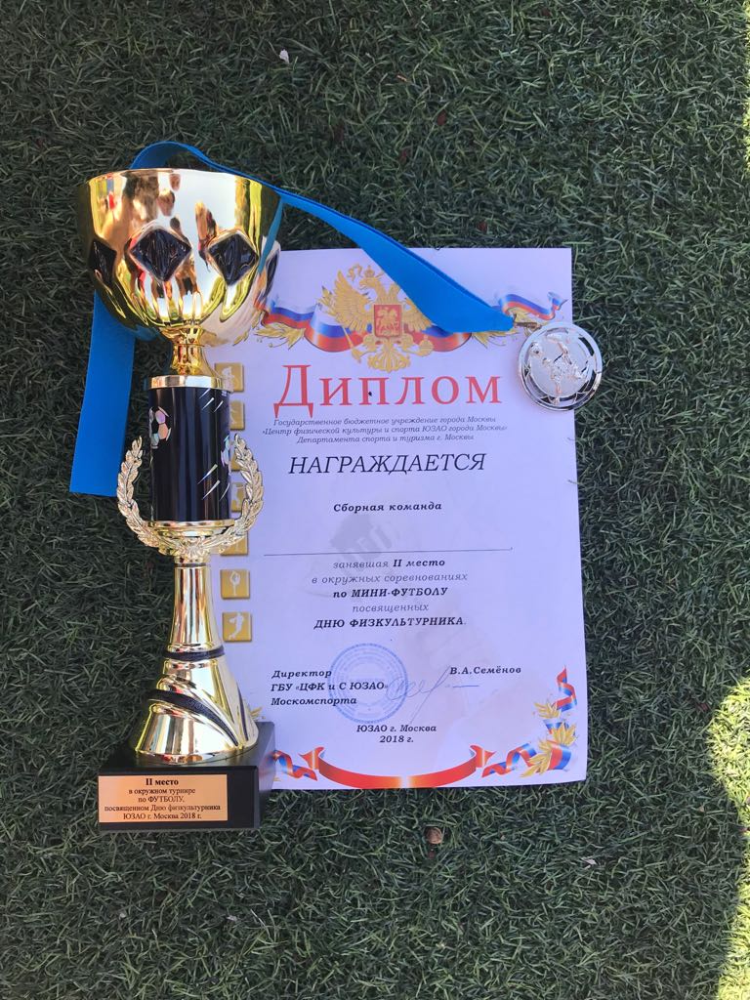 Диплом
Государственное бюджетное учреждение города Москвы
«Центр физической культуры и спорта ЮЗАО города Москвы»
Департамента спорта и туризма г. Москвы
НАГРАЖДАЕТСЯ
Сборная команда
занявшая II место
в окружных соревнованиях
по МИНИ-ФУТБОЛУ
посвященных
ДНЮ ФИЗКУЛЬТУРНИКА.
Директор В.А.Семёнов
ГБУ «ЦФК и С ЮЗАО»
Москомспорта
ЮЗАО г. Москва
2018 г.
II место
в окружном турнире
по ФУТБОЛУ,
посвященном Дню физкультурника
ЮЗАО г. Москва 2018 г.